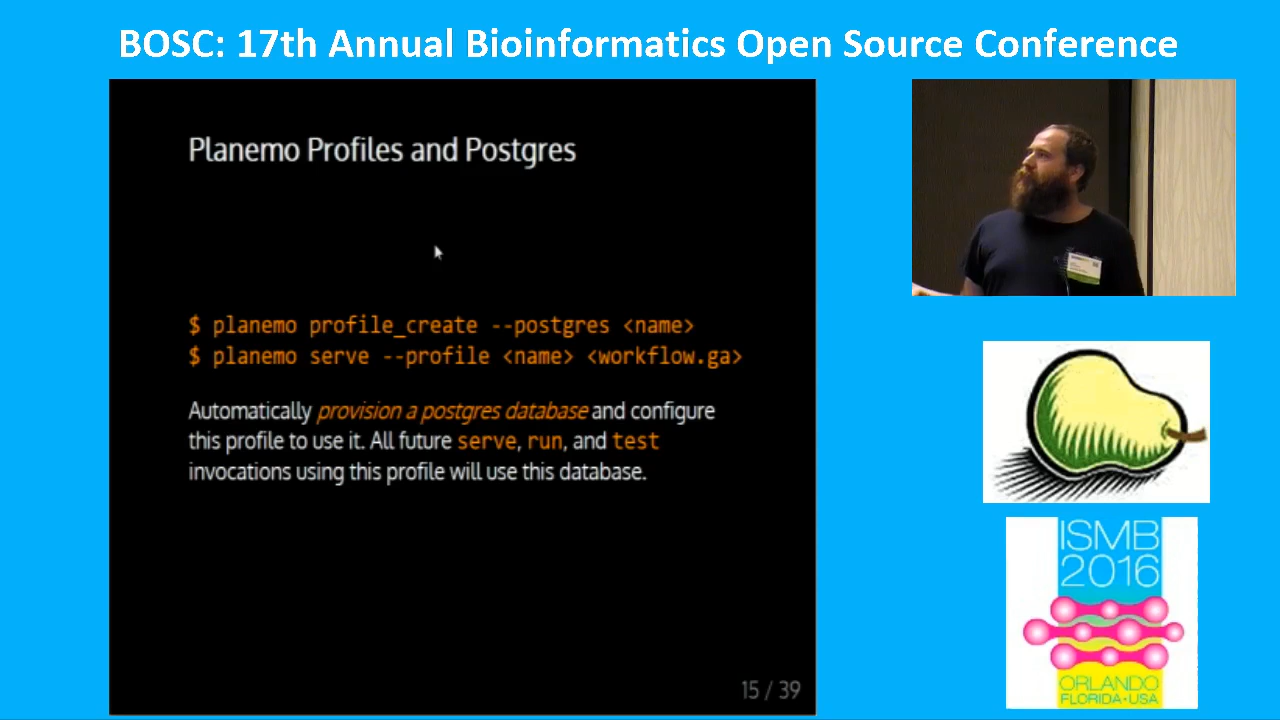 BOSC: 17th Annual Bioinformatics Open Source Conference
Planemo Profiles and Postgres
$ planemo profile_create --postgres <name>
$ planemo serve --profile <name> <workflow.ga>
Automatically provision a postgres database and configure
this profile to use it. All future serve, run, and test
invocations using this profile will use this database.
15 / 39
ISMB
2016
ORLANDO
FLORIDA•USA